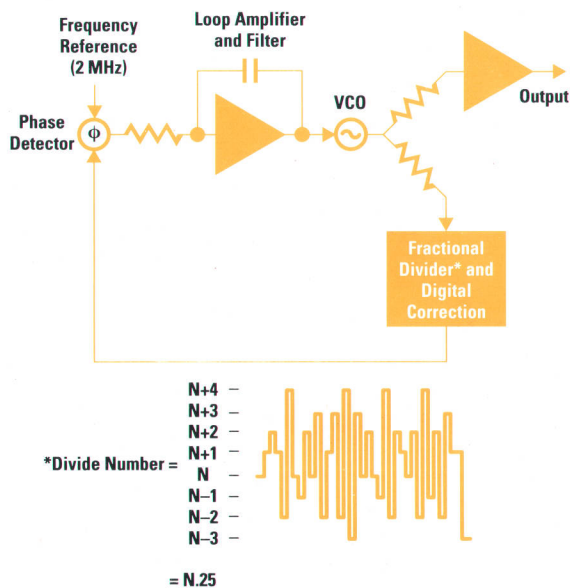 Frequency
Reference
(2 MHz)
Loop Amplifier
and Filter
VCO
Output
Phase
Detector
ϕ
Fractional
Divider* and
Digital
Correction
N+4
N+3
N+2
N+1
*Divide Number =
N
N–1
N–2
N–3
= N.25